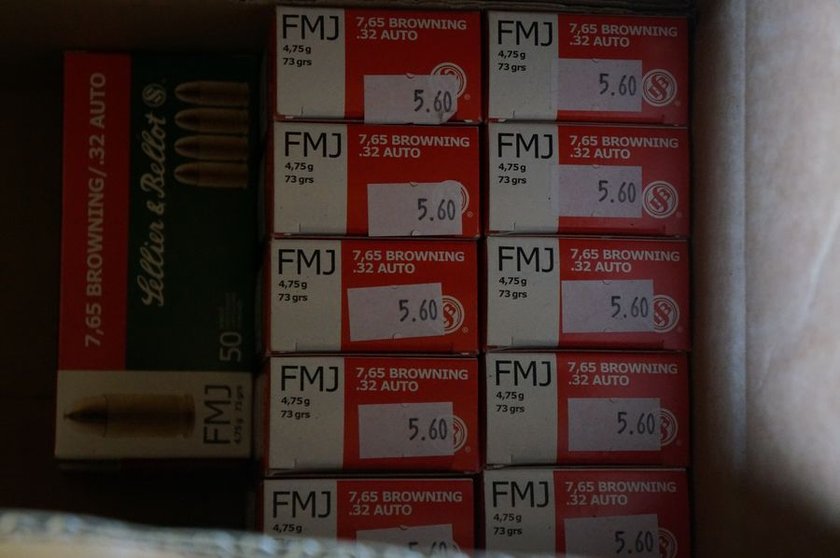 7,65 BROWNING/.32 AUTO
Sellier & Bellot
50
FMJ
4,75g 73 grs
FMJ
4,75g
73 grs
7,65 BROWNING
.32 AUTO
5.60
FMJ
4,75g
73 grs
7,65 BROWNING
.32 AUTO
5.60
FMJ
4,75g
73 grs
7,65 BROWNING
.32 AUTO
5.60
FMJ
4,75g
73 grs
7,65 BROWNING
.32 AUTO
5.60
FMJ
4,75g
73 grs
7,65 BROWNING
.32 AUTO
5.60
FMJ
4,75g
73 grs
7,65 BROWNING
.32 AUTO
5.60
FMJ
4,75g
73 grs
7,65 BROWNING
.32 AUTO
5.60
FMJ
4,75g
73 grs
7,65 BROWNING
.32 AUTO
5.60
FMJ
4,75g
7,65 BROWNING
.32 AUTO
5.60
FMJ
4,75g
73 grs
7,65 BROWNING
.32 AUTO
5.60